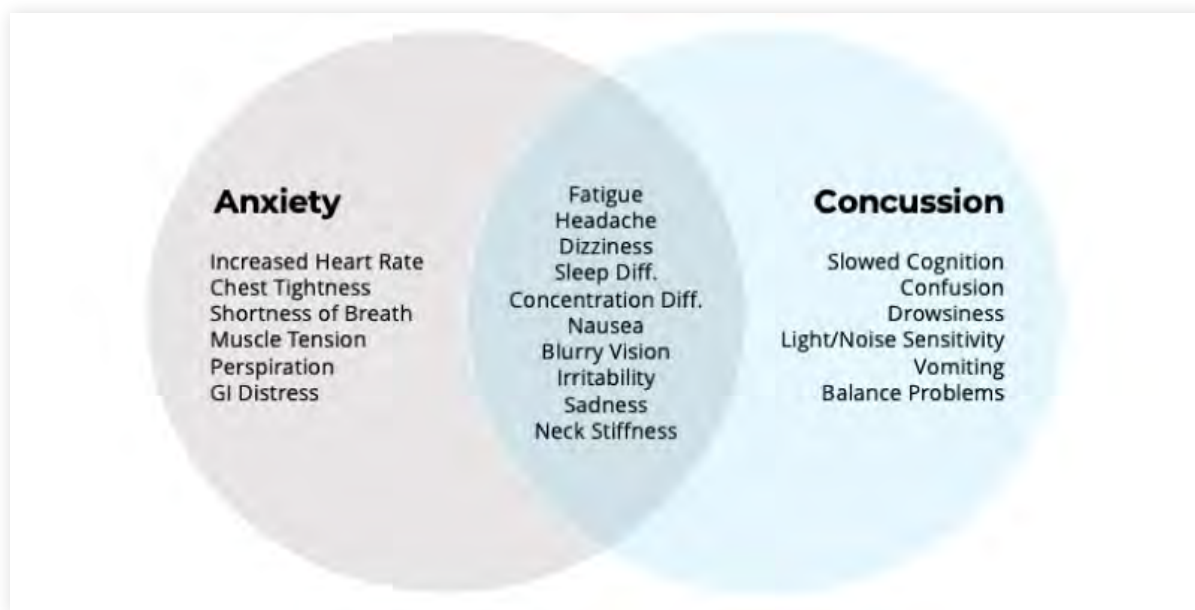 Anxiety
Increased Heart Rate
Chest Tightness
Shortness of Breath
Muscle Tension
Perspiration
GI Distress
Fatigue
Headache
Dizziness
Sleep Diff.
Concentration Diff.
Nausea
Blurry Vision
Irritability
Sadness
Neck Stiffness
Concussion
Slowed Cognition
Confusion
Drowsiness
Light/Noise Sensitivity
Vomiting
Balance Problems